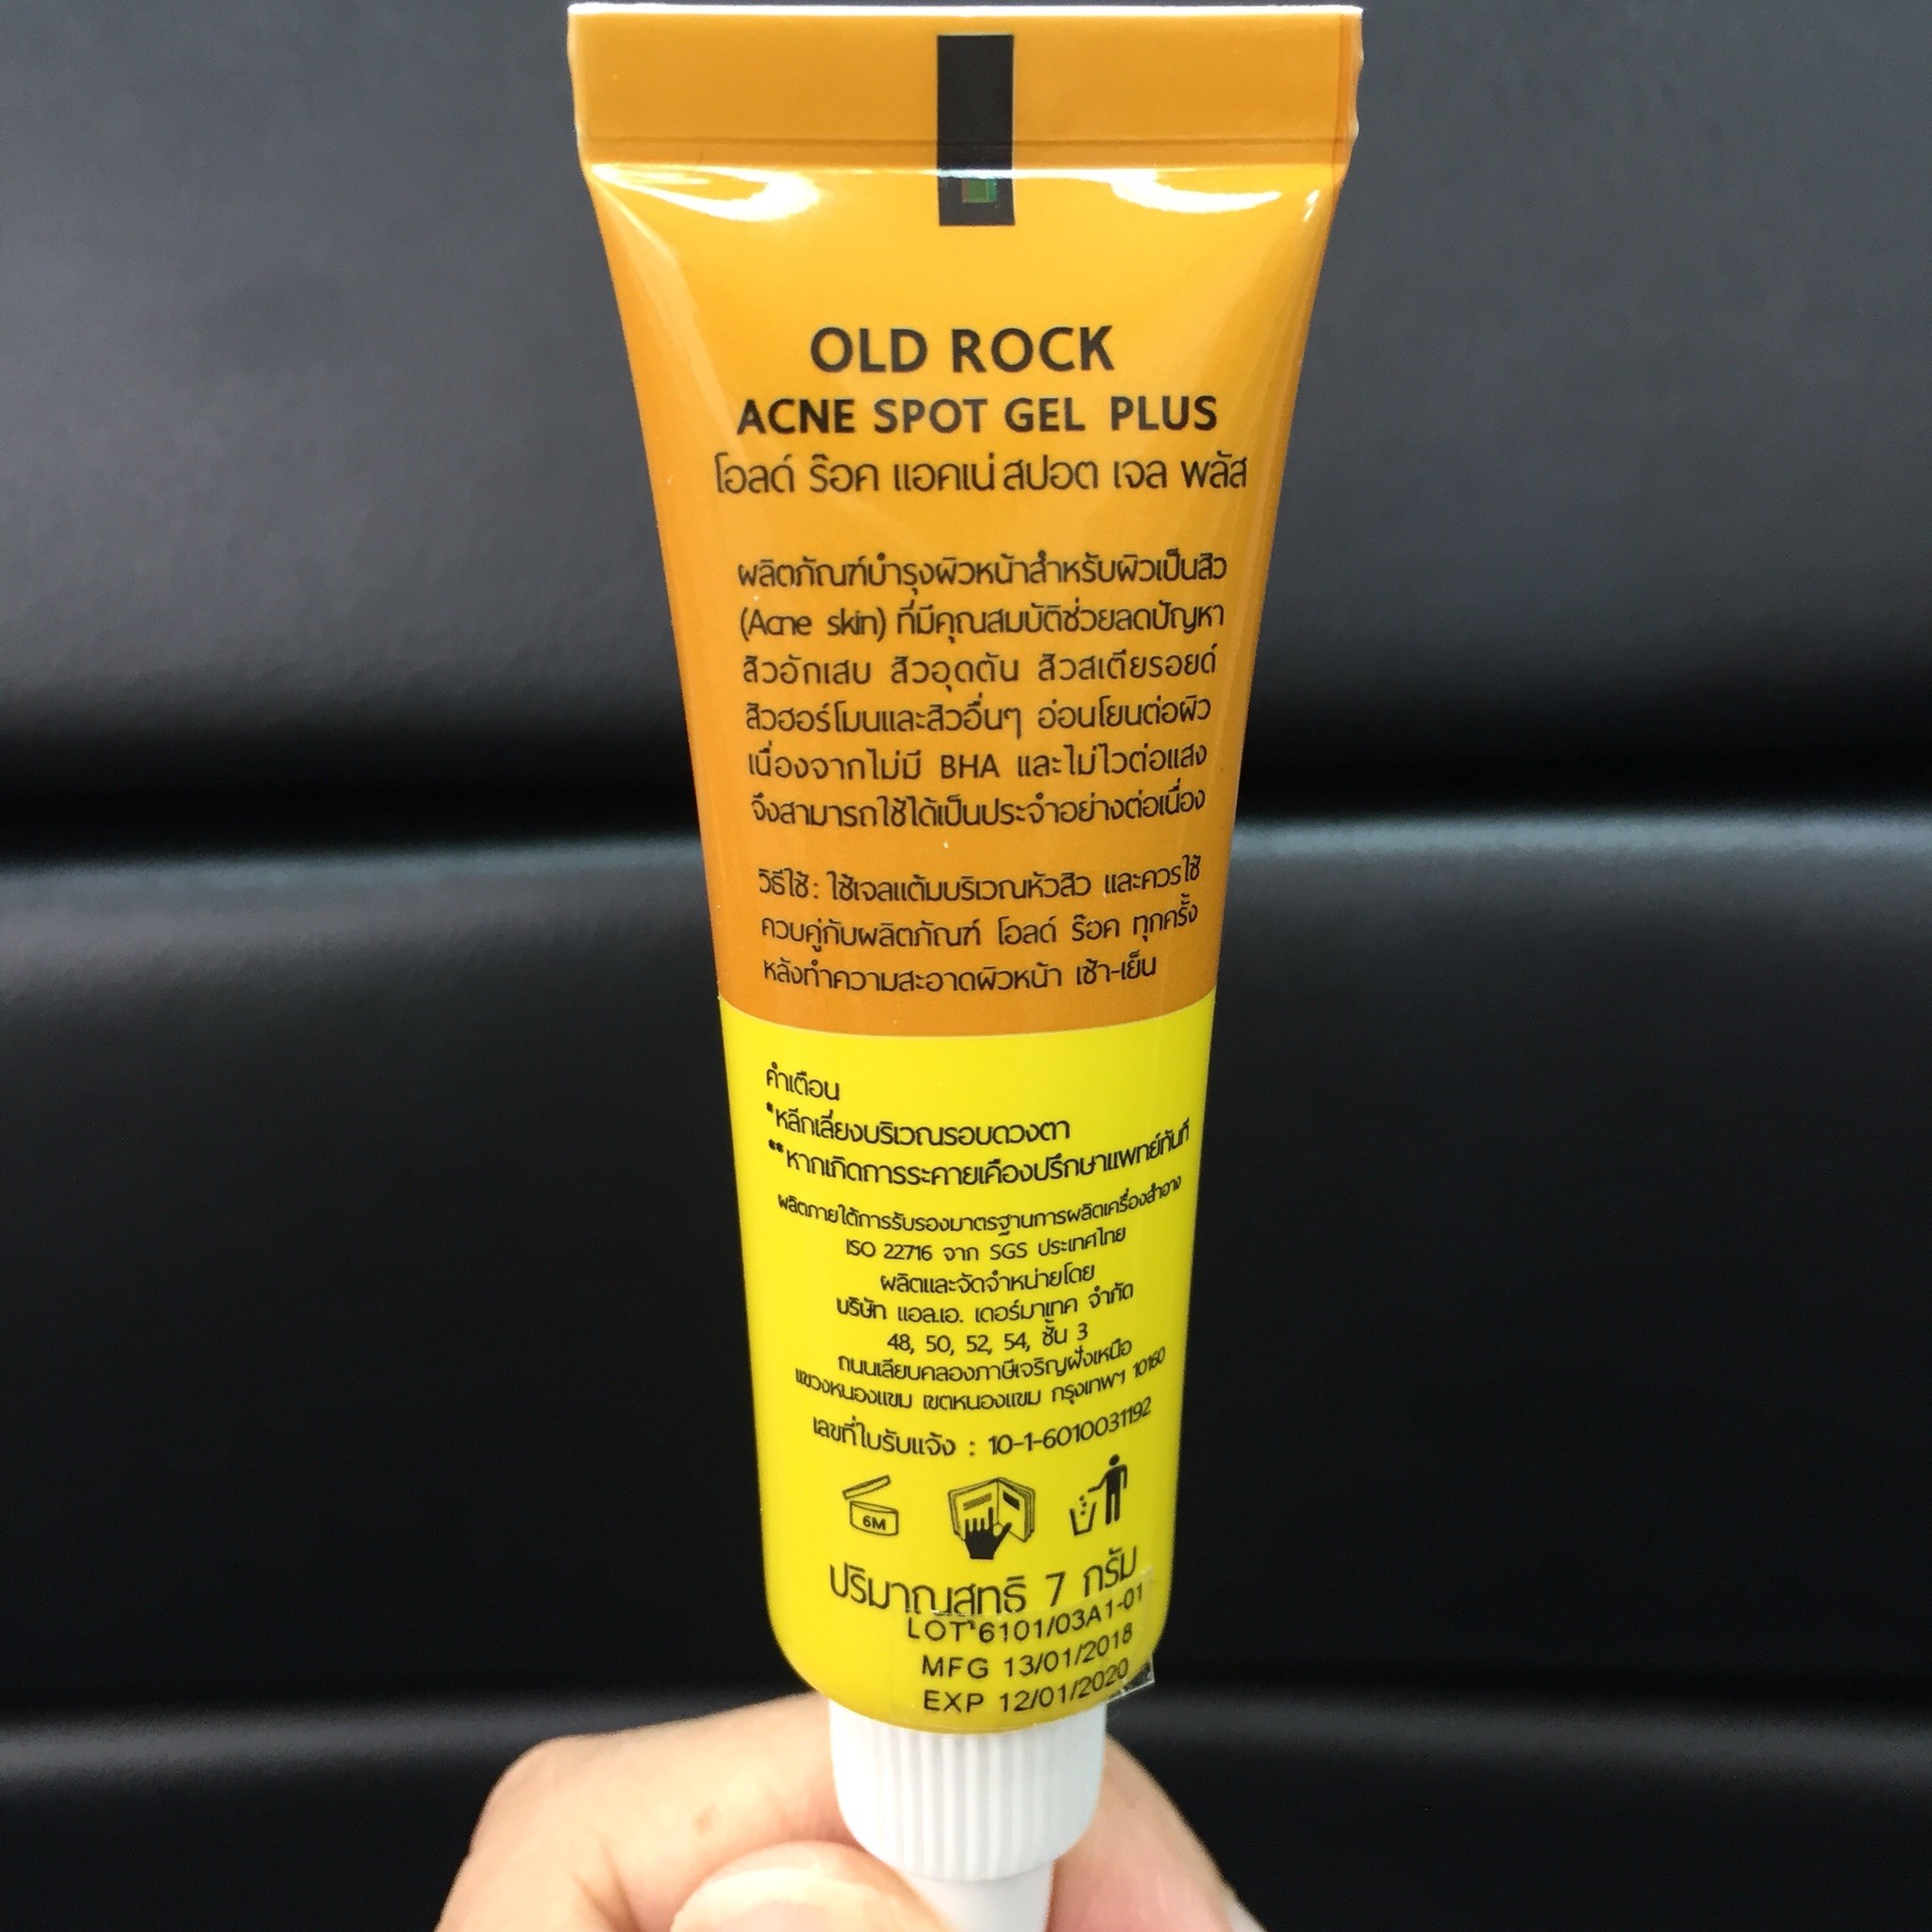 OLD ROCK
ACNE SPOT GEL PLUS
โอลด์ ร๊อค แอคเน่ สปอต เจล พลัส
ผลิตภัณฑ์บำรุงผิวหน้าสำหรับผิวเป็นสิว
(Acne skin) ที่มีคุณสมบัติช่วยลดปัญหา
สิวอักเสบ สิวอุดตัน สิวสเตียรอยด์
สิวฮอร์โมนและสิวอื่นๆ อ่อนโยนต่อผิว
เนื่องจากไม่มี BHA และไม่ไวต่อแสง
จึงสามารถใช้ได้เป็นประจำอย่างต่อเนื่อง
วิธีใช้ : ใช้เจลแต้มบริเวณหัวสิว และควรใช้
ควบคู่กับผลิตภัณฑ์ โอลด์ ร๊อค ทุกครั้ง
หลังทำความสะอาดผิวหน้า เช้า-เย็น
คำเตือน
*หลีกเลี่ยงบริเวณรอบดวงตา
**หากเกิดการระคายเคืองปรึกษาแพทย์ทันที
ผลิตภายใต้การรับรองมาตรฐานการผลิตเครื่องสำอาง
ISO 22716 จาก SGS ประเทศไทย
ผลิตและจัดจำหน่ายโดย
บริษัท แอล.เอ. เดอร์มาเทค จำกัด
48, 50, 52, 54, ชั้น 3
ถนนเลียบคลองภาษีเจริญฝั่งเหนือ
แขวงหนองแขม เขตหนองแขม กรุงเทพฯ 10160
เลขที่ใบรับแจ้ง : 10-1-6010031192
6M
ปริมาณสุทธิ 7 กรัม
LOT 6101/03A1-01
MFG 13/01/2018
EXP 12/01/2020